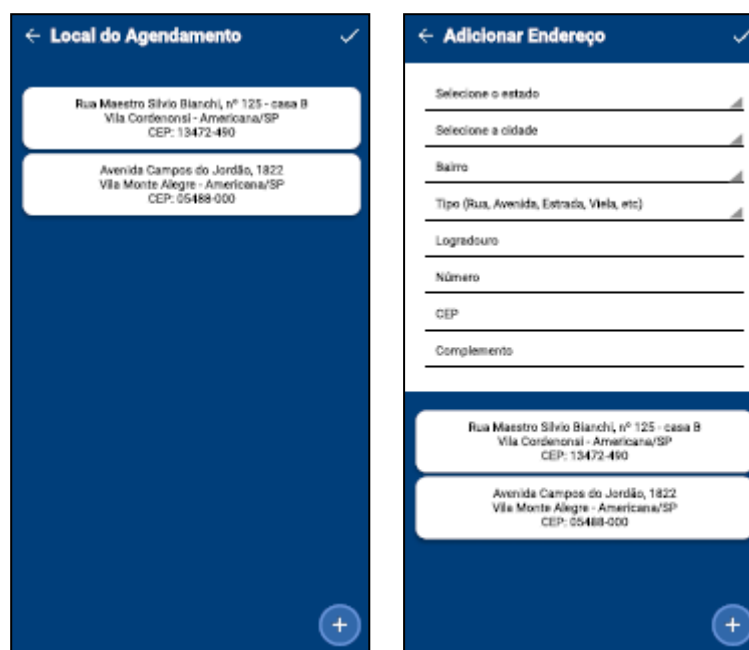 Local do Agendamento
Rua Maestro Silvio Bianchi, nº 125 - casa B
Vila Cordenonsi - Americana/SP
CEP: 13472-490
Avenida Campos do Jordão, 1822
Vila Monte Alegre - Americana/SP
CEP: 05488-000
+
Adicionar Endereço
Selecione o estado
Selecione a cidade
Bairro
Tipo (Rua, Avenida, Estrada, Viela, etc)
Logradouro
Número
CEP
Complemento
Rua Maestro Silvio Bianchi, nº 125 - casa B
Vila Cordenonsi - Americana/SP
CEP: 13472-490
Avenida Campos do Jordão, 1822
Vila Monte Alegre - Americana/SP
CEP: 05488-000
+